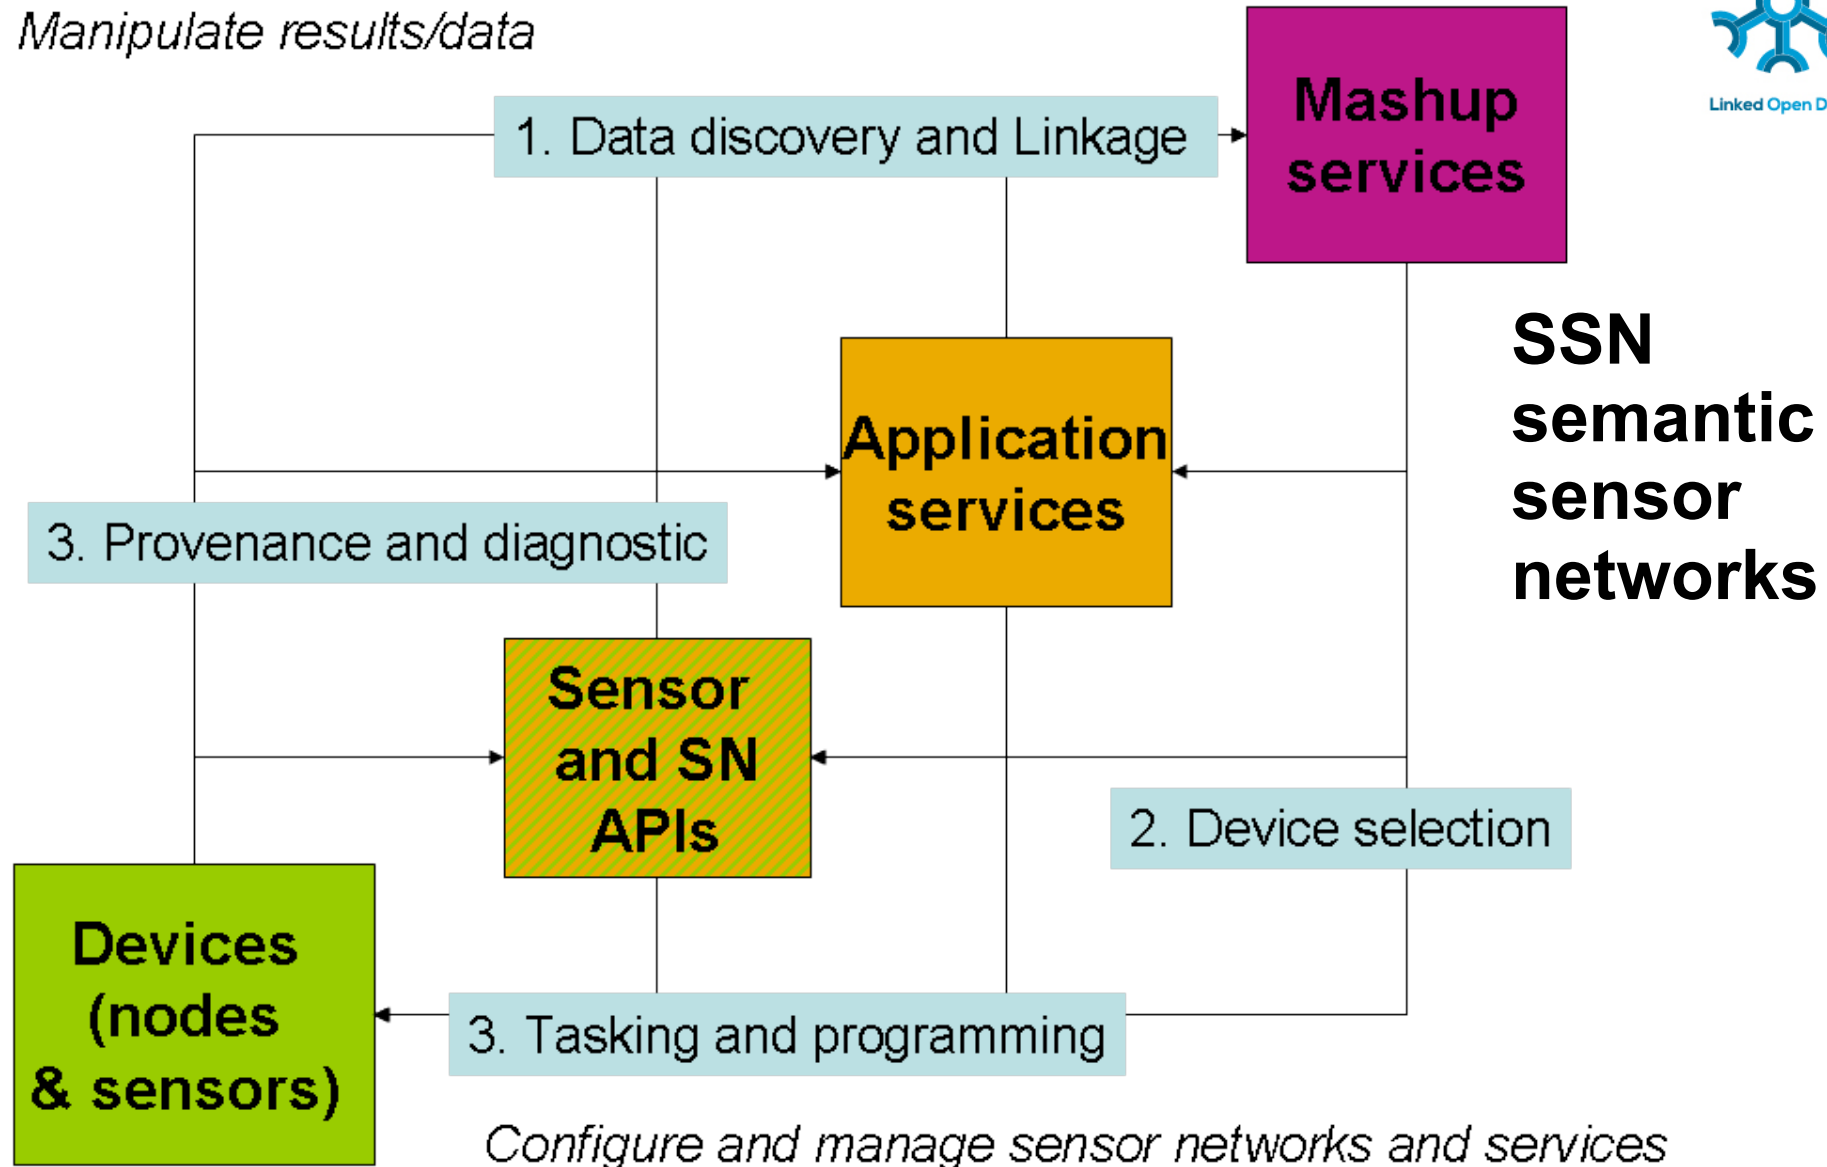 Manipulate results/data
Linked Open D
1. Data discovery and Linkage
Mashup
services
SSN
semantic
sensor
networks
Application
services
3. Provenance and diagnostic
Sensor
and SN
APIs
2. Device selection
Devices
(nodes
& sensors)
3. Tasking and programming
Configure and manage sensor networks and services